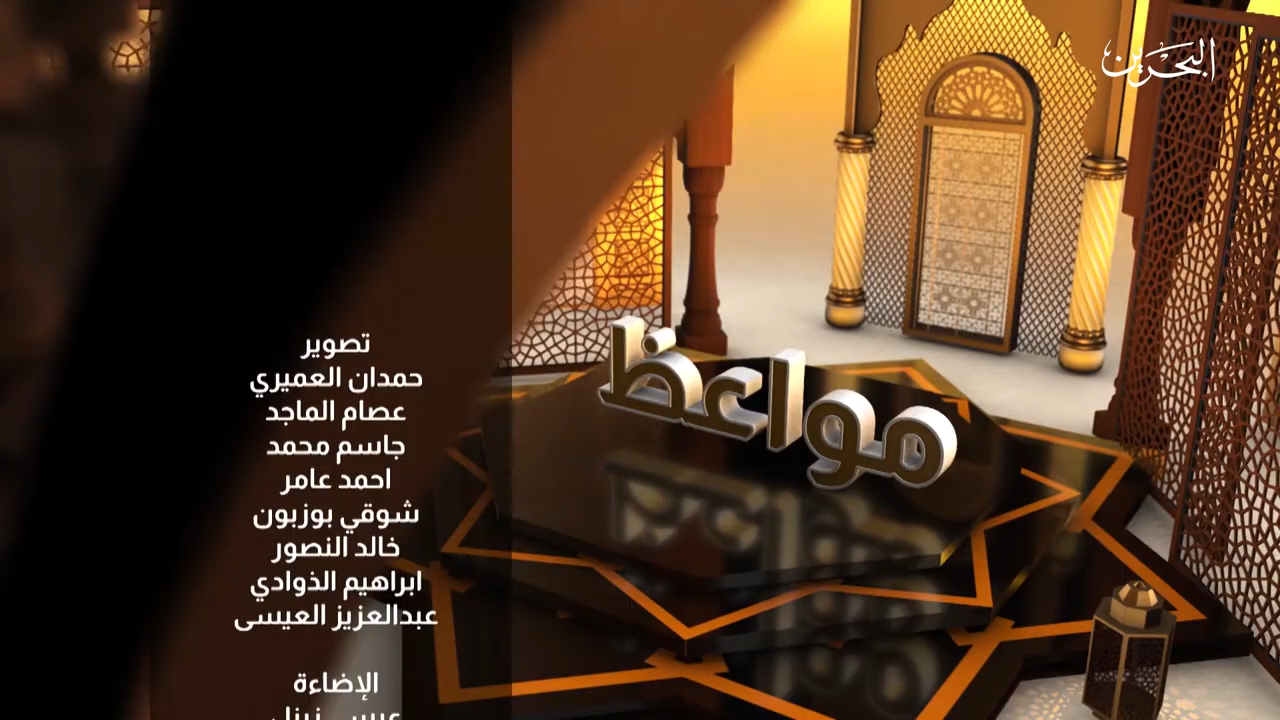 البحرين
مواعظ
تصوير
حمدان العميري
عصام الماجد
جاسم محمد
احمد عامر
شوقي بوزبون
خالد النصور
ابراهيم الذوادي
عبدالعزيز العيسى
الإضاءة